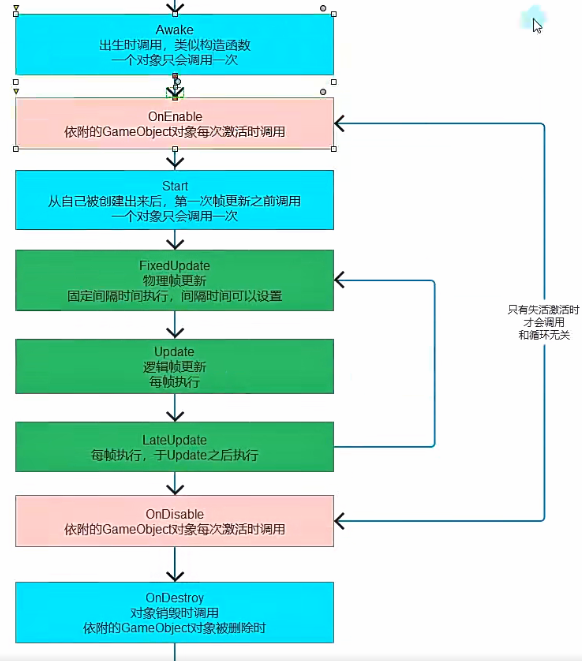 Awake
出生时调用，类似构造函数
一个对象只会调用一次
OnEnable
依附的GameObject对象每次激活时调用
Start
从自己被创建出来后，第一次帧更新之前调用
一个对象只会调用一次
FixedUpdate
物理帧更新
固定间隔时间执行，间隔时间可以设置
只有失活激活时
才会调用
和循环无关
Update
逻辑帧更新
每帧执行
LateUpdate
每帧执行，于Update之后执行
OnDisable
依附的GameObject对象每次激活时调用
OnDestroy
对象销毁时调用
依附的GameObject对象被删除时